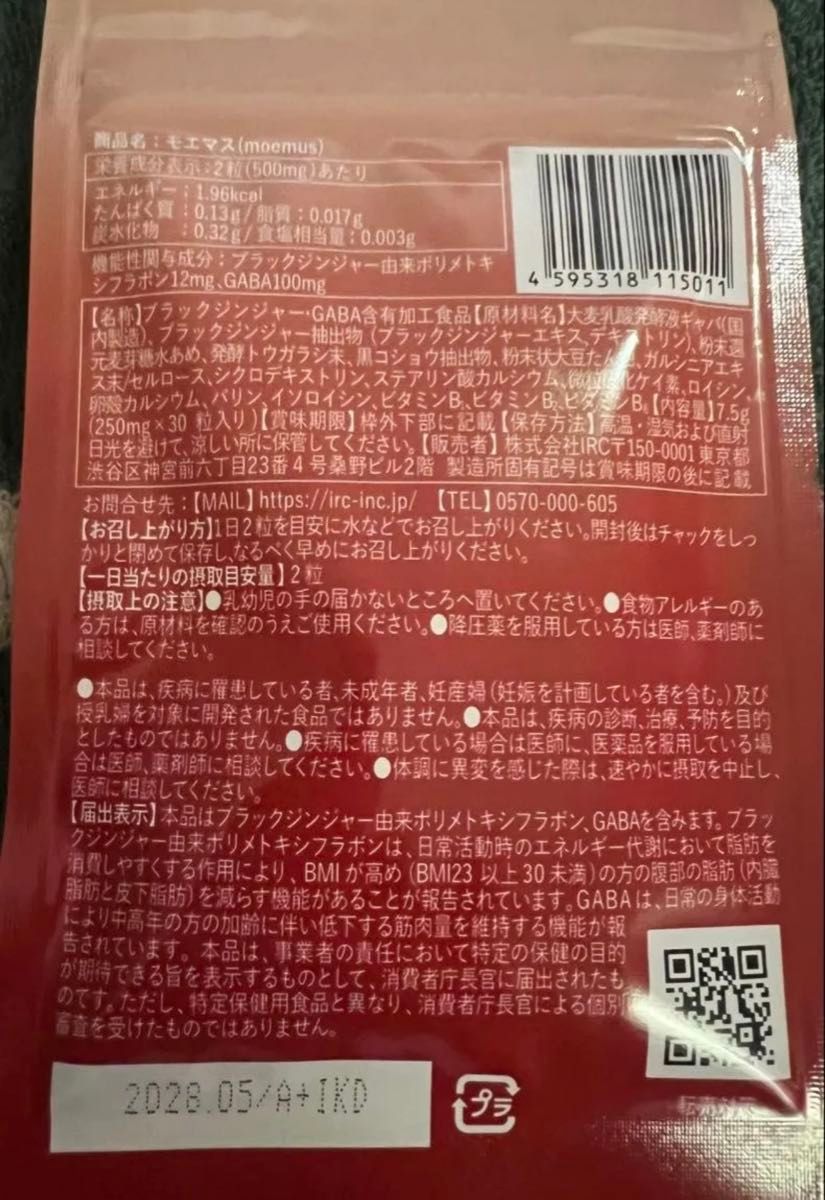 商品名：モエマス(moemus)
栄養成分表示：2粒(500mg)あたり
エネルギー：1.96kcal
たんぱく質：0.13g/脂質：0.017g
炭水化物：0.32g/食塩相当量：0.003g
4 595318 115011
機能性関与成分：ブラックジンジャー由来ポリメトキ
シフラボン12mg、GABA100mg
【名称】ブラックジンジャー・GABA含有加工食品【原材料名】大麦乳酸発酵液ギャバ(国
内製造)、ブラックジンジャー抽出物(ブラックジンジャーエキス、デキストリン)、粉末還
元麦芽糖水あめ、発酵トウガラシ末、黒コショウ抽出物、粉末状大豆たん、ガルシニアエキ
ス末/セルロース、シクロデキストリン、ステアリン酸カルシウム、ケイ素、ロイシン、
卵殻カルシウム、バリン、イソロイシン、ビタミンB₁、ビタミンB₂、ビタミンB₆【内容量】7.5g
(250mg×30粒入り)【賞味期限】枠外下部に記載【保存方法】高温・湿気および直射
日光を避けて、涼しい所に保管してください。【販売者】株式会社IRC〒150-0001東京都
渋谷区神宮前六丁目23番4号桑野ビル2階 製造所固有記号は賞味期限の後に記載
お問合せ先：【MAIL】https://irc-inc.jp/ 【TEL】0570-000-605
【お召し上がり方】1日2粒を目安に水などでお召し上がりください。開封後はチャックをしっ
かりと閉めて保存し、なるべく早めにお召し上がりください。
【一日当たりの摂取目安量】2粒
【摂取上の注意】●乳幼児の手の届かないところへ置いてください。●食物アレルギーのあ
る方は、原材料を確認のうえご使用ください。●降圧薬を服用している方は医師、薬剤師に
相談してください。
●本品は、疾病に罹患している者、未成年者、妊産婦(妊娠を計画している者を含む。)及び
授乳婦を対象に開発された食品ではありません。●本品は、疾病の診断、治療、予防を目的
としたものではありません。●疾病に罹患している場合は医師に、医薬品を服用している場
合は医師、薬剤師に相談してください。●体調に異変を感じた際は、速やかに摂取を中止し、
医師に相談してください。
【届出表示】本品はブラックジンジャー由来ポリメトキシフラボン、GABAを含みます。ブラッ
クジンジャー由来ポリメトキシフラボンは、日常活動時のエネルギー代謝において脂肪を
消費しやすくする作用により、BMIが高め(BMI23以上30未満)の方の腹部の脂肪(内臓
脂肪と皮下脂肪)を減らす機能があることが報告されています。GABAは、日常の身体活動
により中高年の方の加齢に伴い低下する筋肉量を維持する機能が報
告されています。本品は、事業者の責任において特定の保健の目的
が期待できる旨を表示するものとして、消費者庁長官に届出されたも
のです。ただし、特定保健用食品と異なり、消費者庁長官による個別
審査を受けたものではありません。
2028.05/A+IKD
プラ